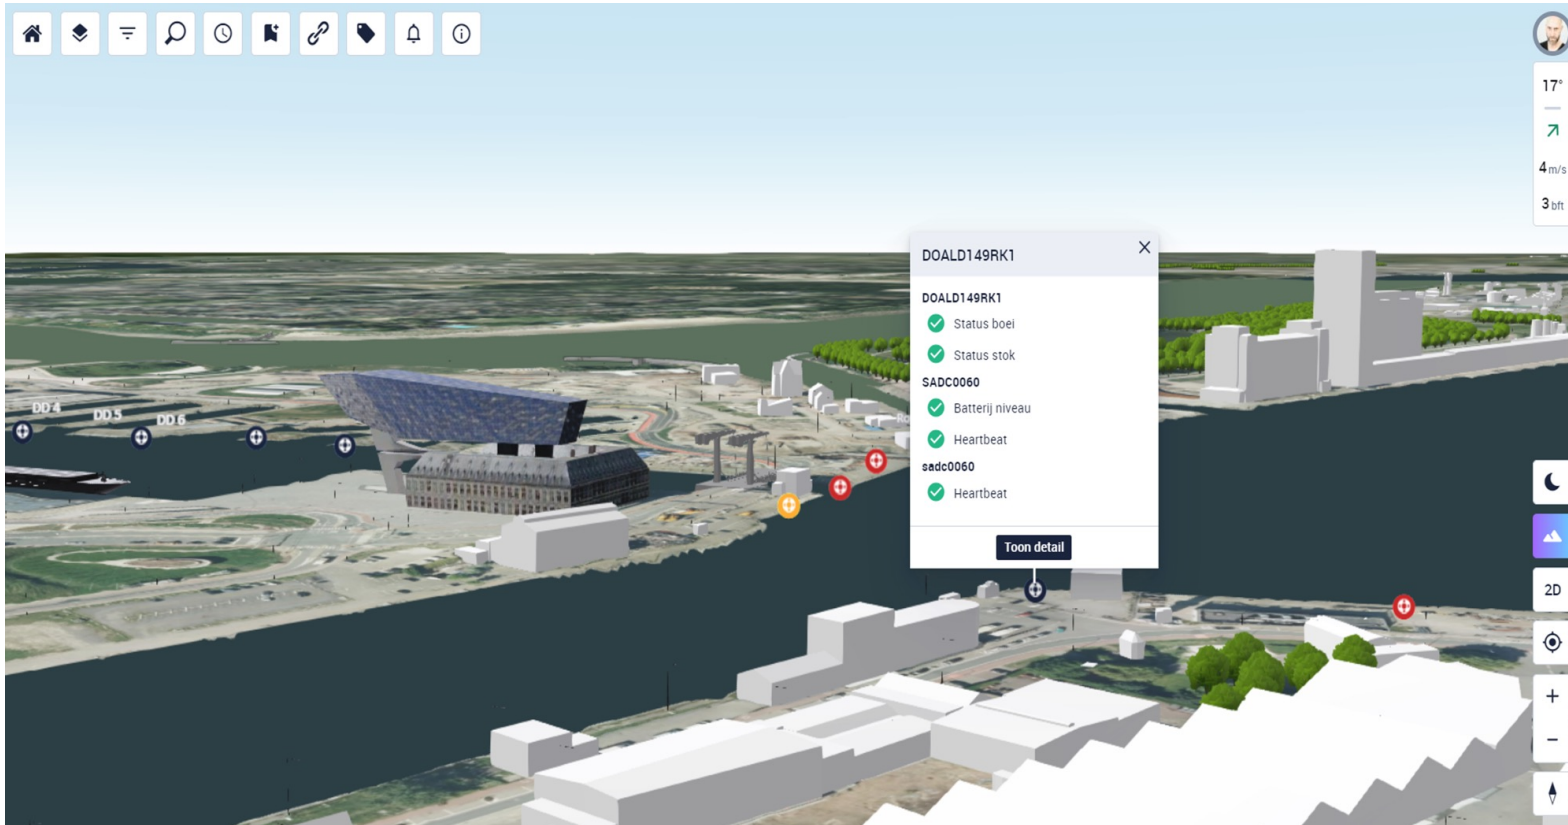 17°
4 m/s
3 bft
DOALD149RK1
DOALD149RK1
Status boei
Status stok
SADC0060
Batterij niveau
Heartbeat
sadc0060
Heartbeat
Toon detail
DD 4
DD 5
DD 6
2D